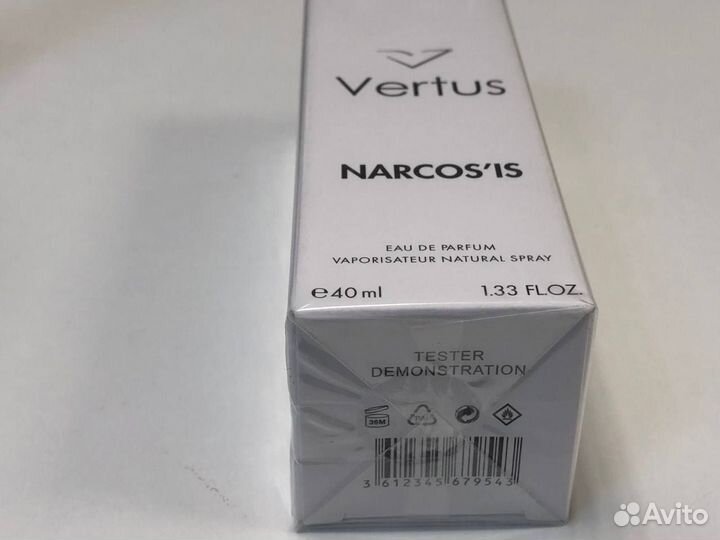 Vertus
NARCOS'IS
EAU DE PARFUM
VAPORISATEUR NATURAL SPRAY
e40 ml 1.33 FL.OZ.
TESTER
DEMONSTRATION
36M
3 612345 679543
Avito